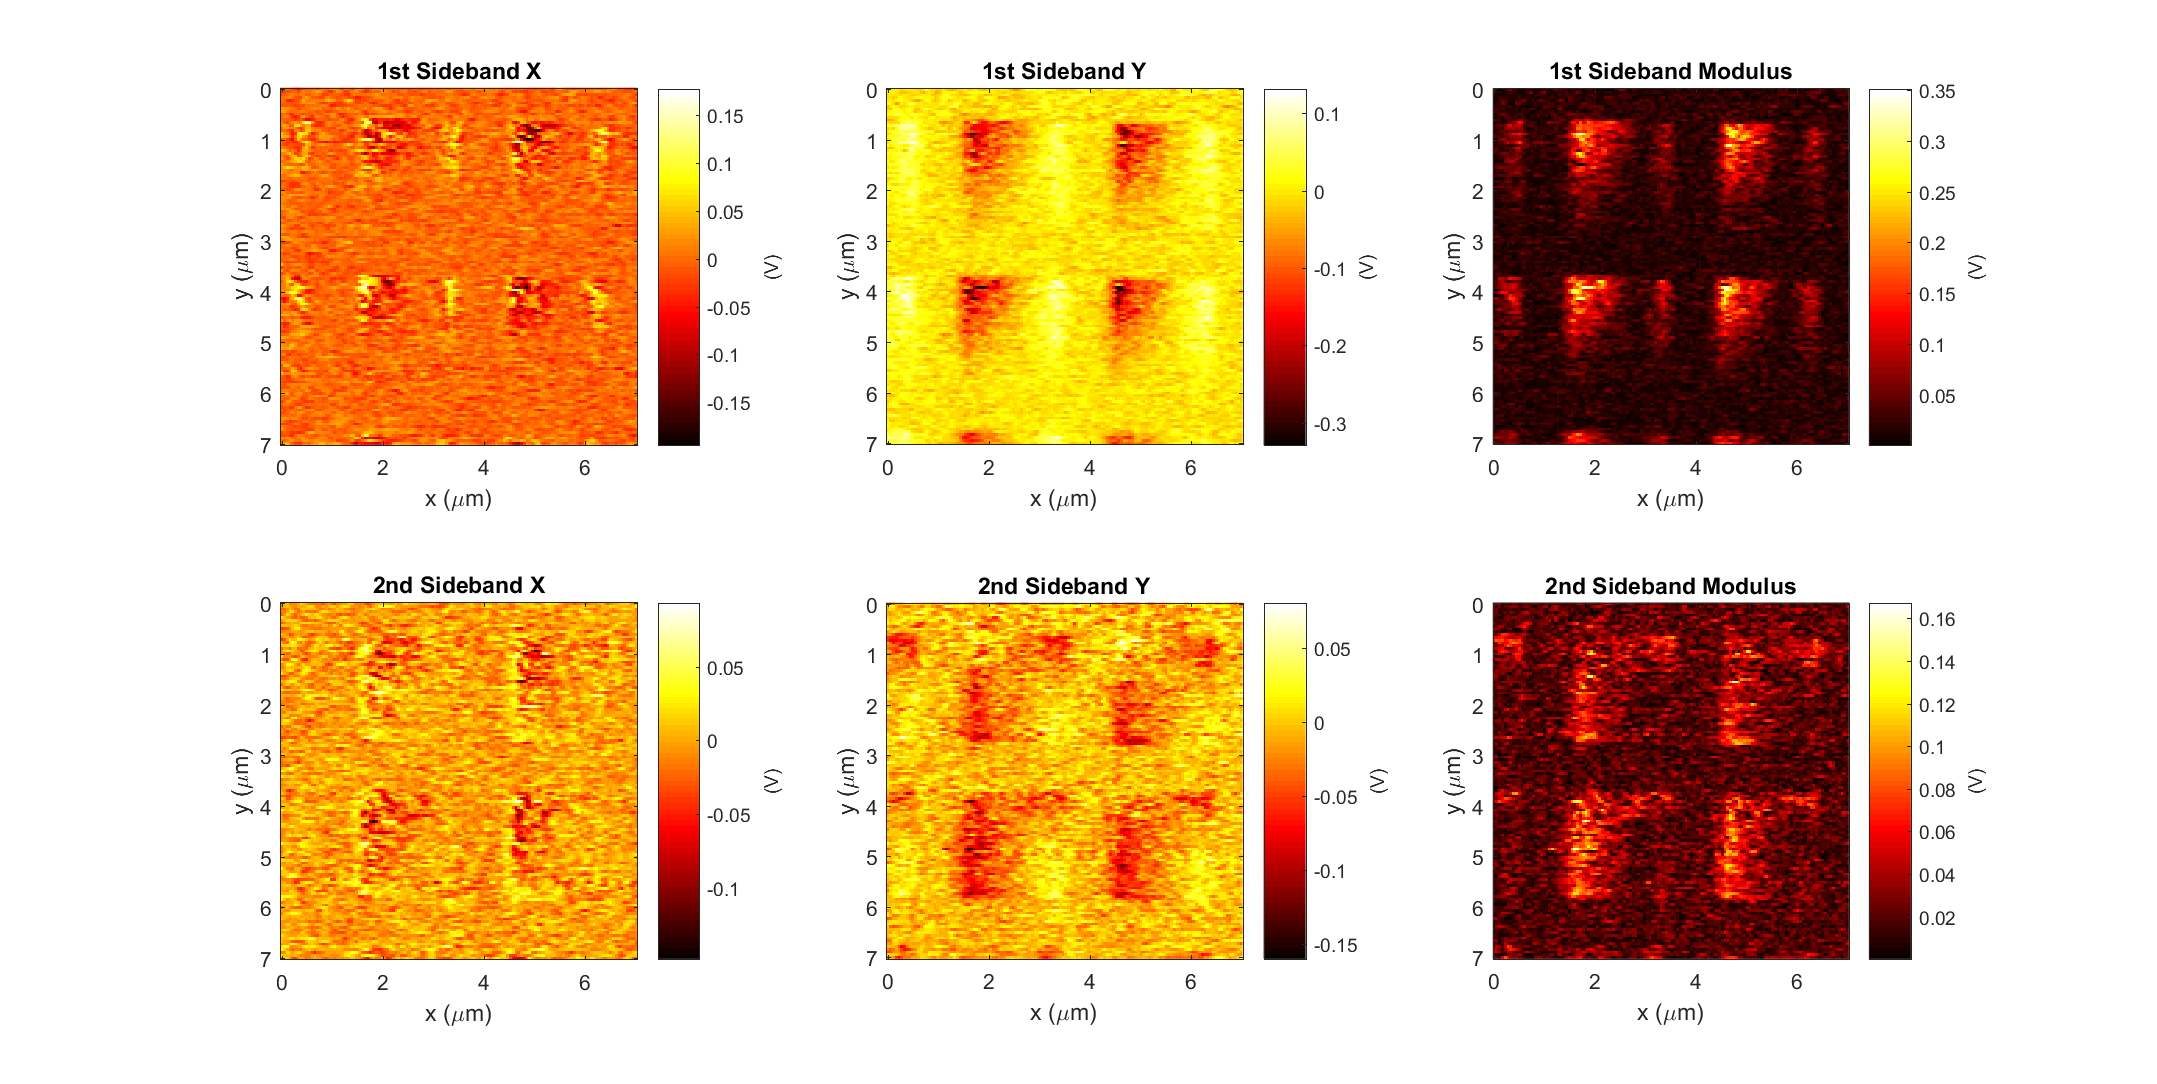 1st Sideband X
0
1
2
3
4
5
6
7
y (μm)
0 2 4 6
x (μm)
0.15
0.1
0.05
0
-0.05
-0.1
-0.15
(V)
1st Sideband Y
0
1
2
3
4
5
6
7
y (μm)
0 2 4 6
x (μm)
0.1
0
-0.1
-0.2
-0.3
(V)
1st Sideband Modulus
0
1
2
3
4
5
6
7
y (μm)
0 2 4 6
x (μm)
0.35
0.3
0.25
0.2
0.15
0.1
0.05
(V)
2nd Sideband X
0
1
2
3
4
5
6
7
y (μm)
0 2 4 6
x (μm)
0.05
0
-0.05
-0.1
(V)
2nd Sideband Y
0
1
2
3
4
5
6
7
y (μm)
0 2 4 6
x (μm)
0.05
0
-0.05
-0.1
-0.15
(V)
2nd Sideband Modulus
0
1
2
3
4
5
6
7
y (μm)
0 2 4 6
x (μm)
0.16
0.14
0.12
0.1
0.08
0.06
0.04
0.02
(V)